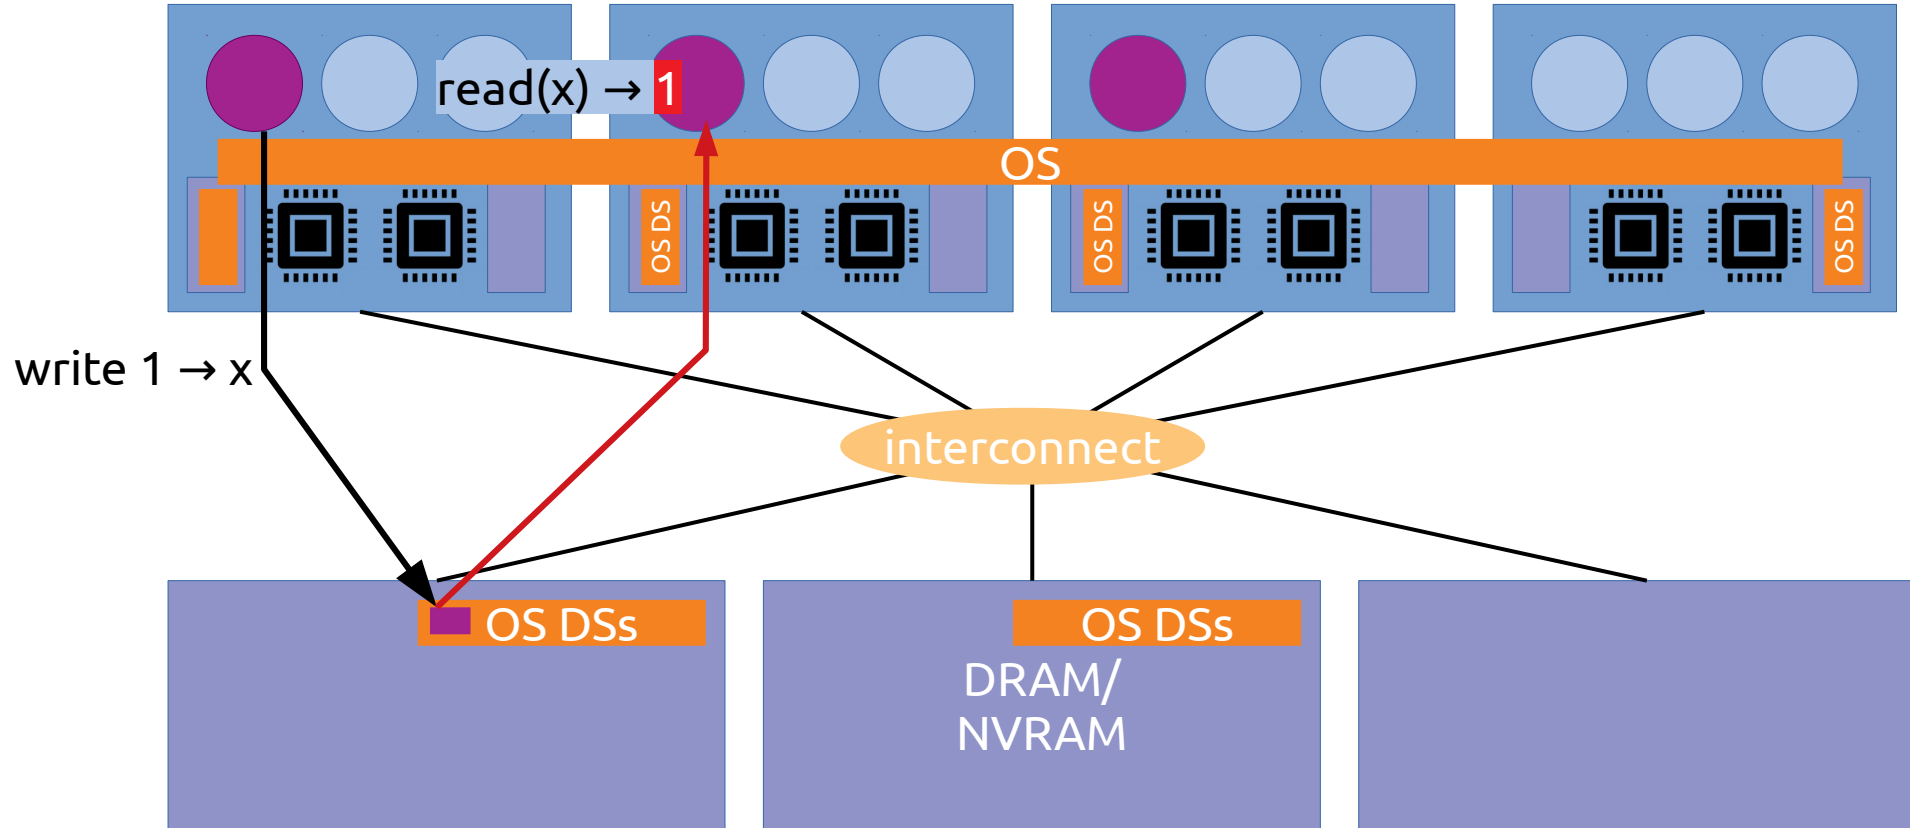 read(x) → 1
OS
OS DS
OS DS
OS DS
write 1 → x
interconnect
OS DSs
OS DSs
DRAM/
NVRAM